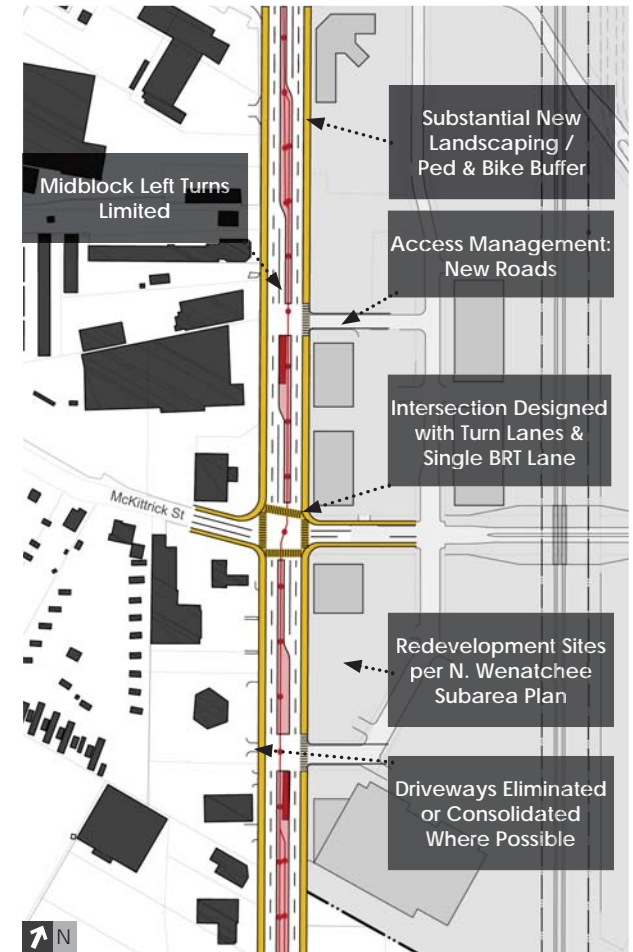 Substantial New
Landscaping /
Ped & Bike Buffer
Midblock Left Turns
Limited
Access Management:
New Roads
Intersection Designed
with Turn Lanes &
Single BRT Lane
McKittrick St
Redevelopment Sites
per N. Wenatchee
Subarea Plan
Driveways Eliminated
or Consolidated
Where Possible
N